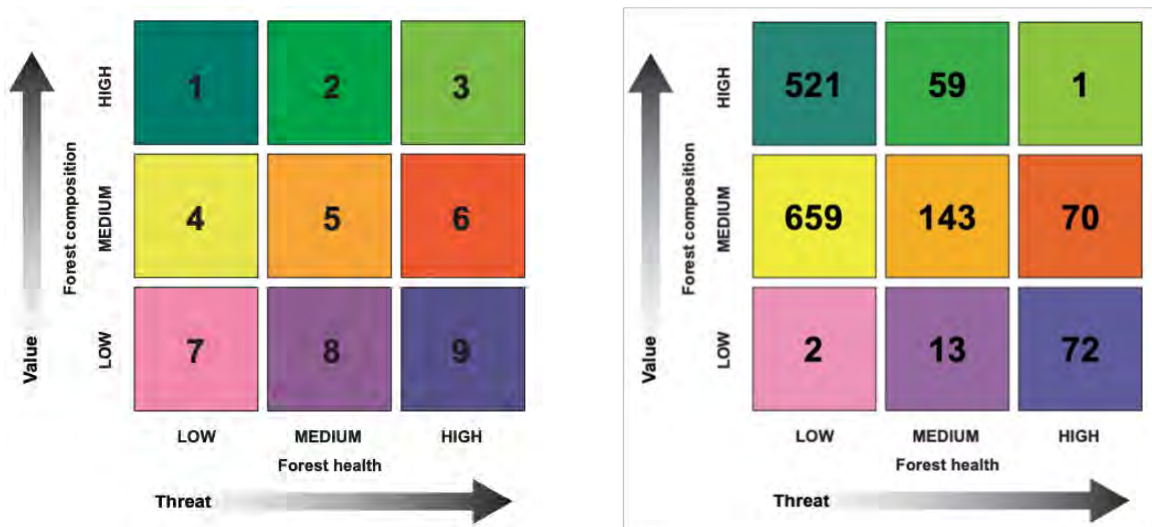 HIGH
1 2 3
MEDIUM
4 5 6
LOW
7 8 9
Value
Forest composition
LOW MEDIUM HIGH
Forest health
Threat
HIGH
521 59 1
MEDIUM
659 143 70
LOW
2 13 72
Value
Forest composition
LOW MEDIUM HIGH
Forest health
Threat